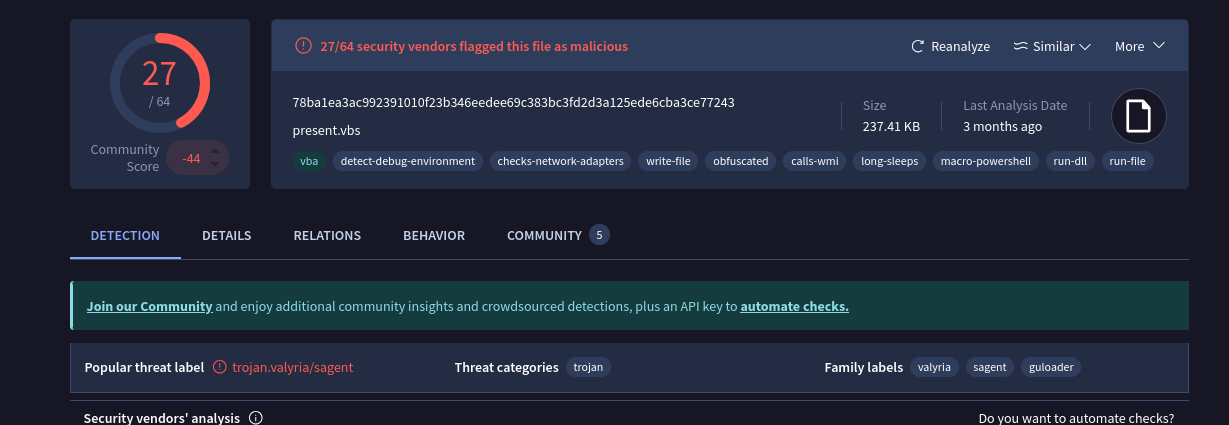 27
/ 64
Community
Score
-44
27/64 security vendors flagged this file as malicious
Reanalyze
Similar
More
78ba1ea3ac992391010f23b346eedee69c383bc3fd2d3a125ede6cba3ce77243
present.vbs
Size
237.41 KB
Last Analysis Date
3 months ago
vba detect-debug-environment checks-network-adapters write-file obfuscated calls-wmi long-sleeps macro-powershell run-dll run-file
DETECTION DETAILS RELATIONS BEHAVIOR COMMUNITY 5
Join our Community and enjoy additional community insights and crowdsourced detections, plus an API key to automate checks.
Popular threat label trojan.valyria/sagent Threat categories trojan Family labels valyria sagent guloader
Security vendors' analysis Do you want to automate checks?